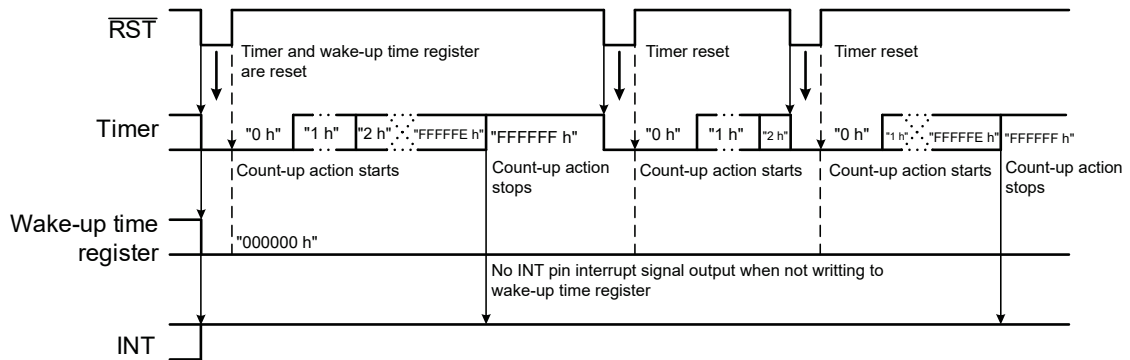 RST
Timer and wake-up time register
are reset
Timer reset
Timer reset
Timer
"0 h"
"1 h"
"2 h"
"FFFFFE h"
"FFFFFF h"
"0 h"
"1 h"
"2 h"
"0 h"
"1 h"
"FFFFFE h"
"FFFFFF h"
Count-up action starts
Count-up action
stops
Count-up action starts
Count-up action starts
Count-up action
stops
Wake-up time
register
"000000 h"
No INT pin interrupt signal output when not writting to
wake-up time register
INT